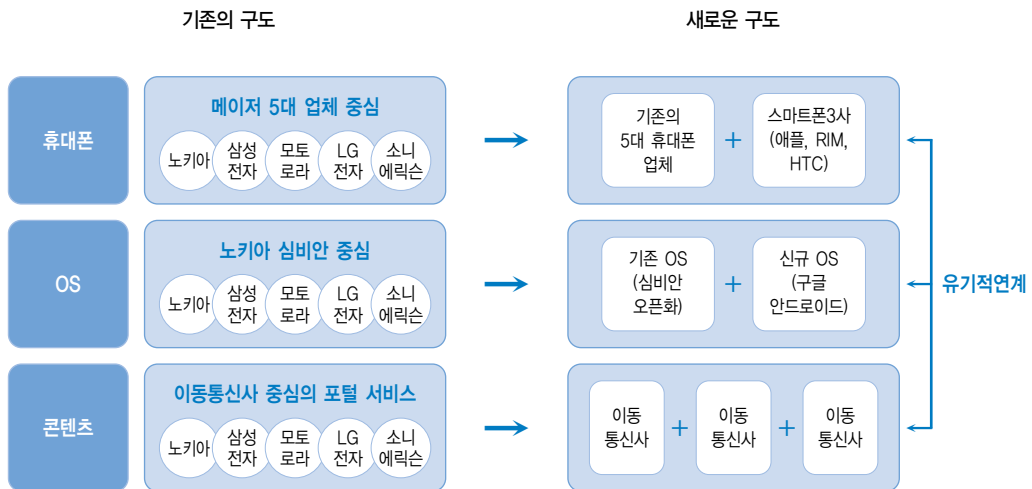 기존의 구도
새로운 구도
휴대폰
메이저 5대 업체 중심
노키아
삼성
전자
모토
로라
LG
전자
소니
에릭슨
기존의
5대 휴대폰
업체
+
스마트폰3사
(애플, RIM,
HTC)
OS
노키아 심비안 중심
노키아
삼성
전자
모토
로라
LG
전자
소니
에릭슨
기존 OS
(심비안
오픈화)
+
신규 OS
(구글
안드로이드)
유기적연계
콘텐츠
이동통신사 중심의 포털 서비스
노키아
삼성
전자
모토
로라
LG
전자
소니
에릭슨
이동
통신사
+
이동
통신사
+
이동
통신사